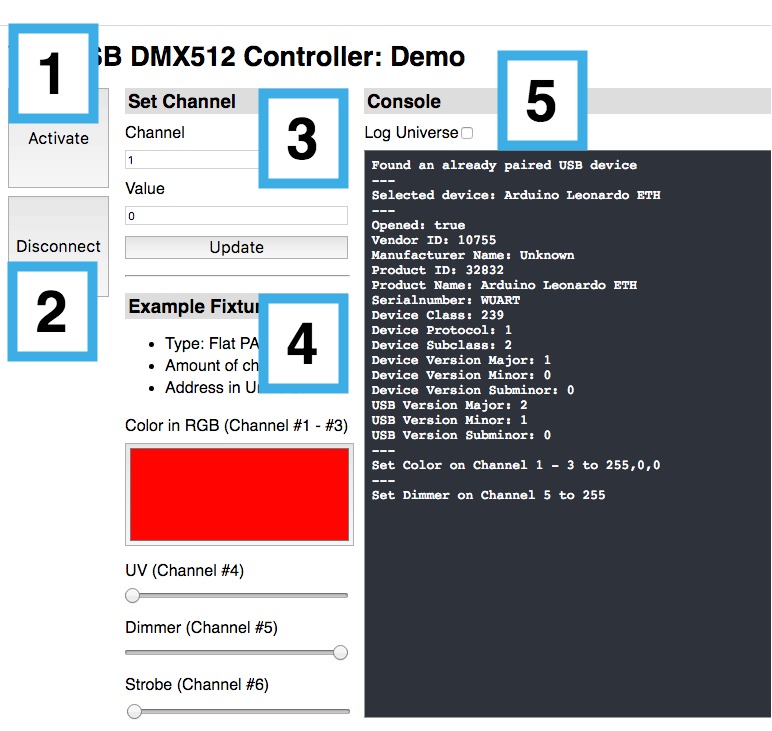 1
SB DMX512 Controller: Demo
Activate
2
Disconnect
3
Set Channel
Channel
1
Value
0
Update
4
Example
Type: Flat
Amount of
Address in
Color in RGB (Channel #1 - #3)
UV (Channel #4)
Dimmer (Channel #5)
Strobe (Channel #6)
5
Console
Log Universe
Found an already paired USB device
---
Selected device: Arduino Leonardo ETH
---
Opened: true
Vendor ID: 10755
Manufacturer Name: Unknown
Product ID: 32832
Product Name: Arduino Leonardo ETH
Serialnumber: WUART
Device Class: 239
Device Protocol: 1
Device Subclass: 2
Device Version Major: 1
Device Version Minor: 0
Device Version Subminor: 0
USB Version Major: 2
USB Version Minor: 1
USB Version Subminor: 0
---
Set Color on Channel 1 - 3 to 255,0,0
---
Set Dimmer on Channel 5 to 255